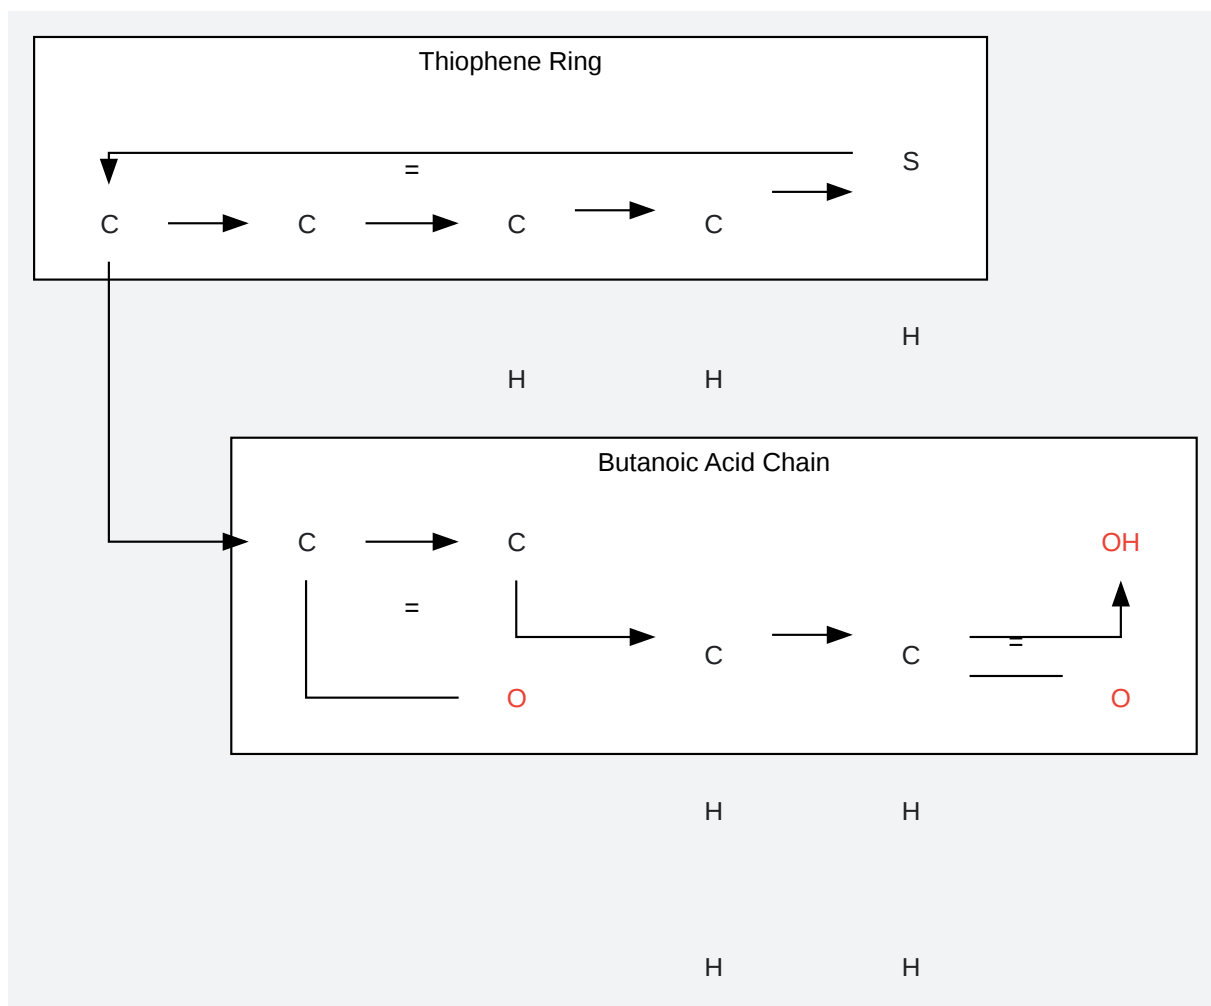 Thiophene Ring
=
S
C C C C
H
H H
Butanoic Acid Chain
C C OH
=
=
C C
O O
H H
H H